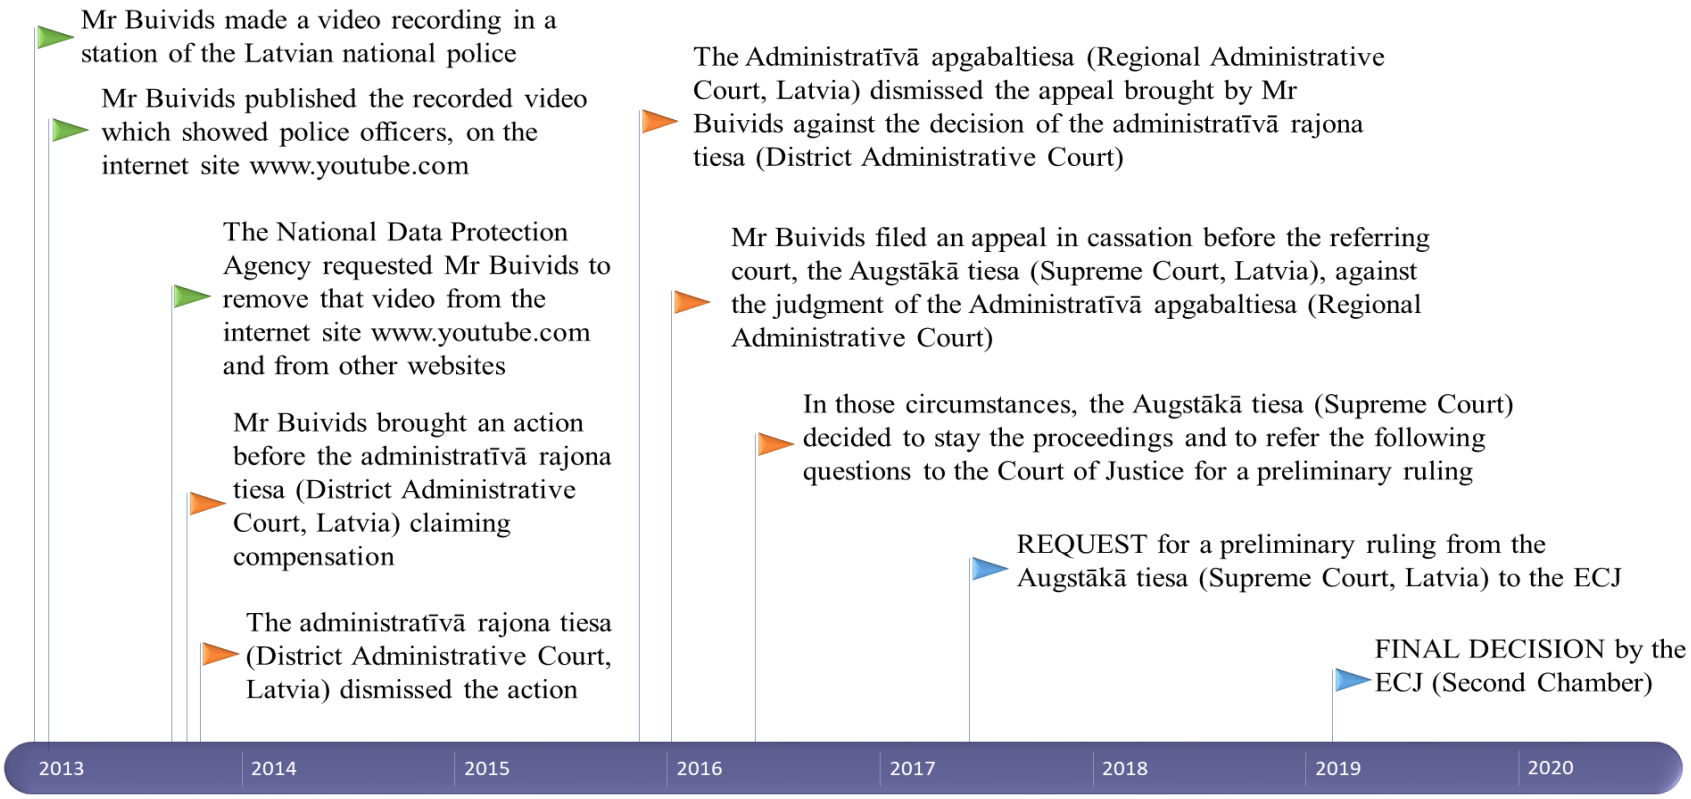 Mr Buivids made a video recording in a
station of the Latvian national police
Mr Buivids published the recorded video
which showed police officers, on the
internet site www.youtube.com
The National Data Protection
Agency requested Mr Buivids to
remove that video from the
internet site www.youtube.com
and from other websites
Mr Buivids brought an action
before the administratīvā rajona
tiesa (District Administrative
Court, Latvia) claiming
compensation
The administratīvā rajona tiesa
(District Administrative Court,
Latvia) dismissed the action
The Administratīvā apgabaltiesa (Regional Administrative
Court, Latvia) dismissed the appeal brought by Mr
Buivids against the decision of the administratīvā rajona
tiesa (District Administrative Court)
Mr Buivids filed an appeal in cassation before the referring
court, the Augstākā tiesa (Supreme Court, Latvia), against
the judgment of the Administratīvā apgabaltiesa (Regional
Administrative Court)
In those circumstances, the Augstākā tiesa (Supreme Court)
decided to stay the proceedings and to refer the following
questions to the Court of Justice for a preliminary ruling
REQUEST for a preliminary ruling from the
Augstākā tiesa (Supreme Court, Latvia) to the ECJ
FINAL DECISION by the
ECJ (Second Chamber)
2013 2014 2015 2016 2017 2018 2019 2020